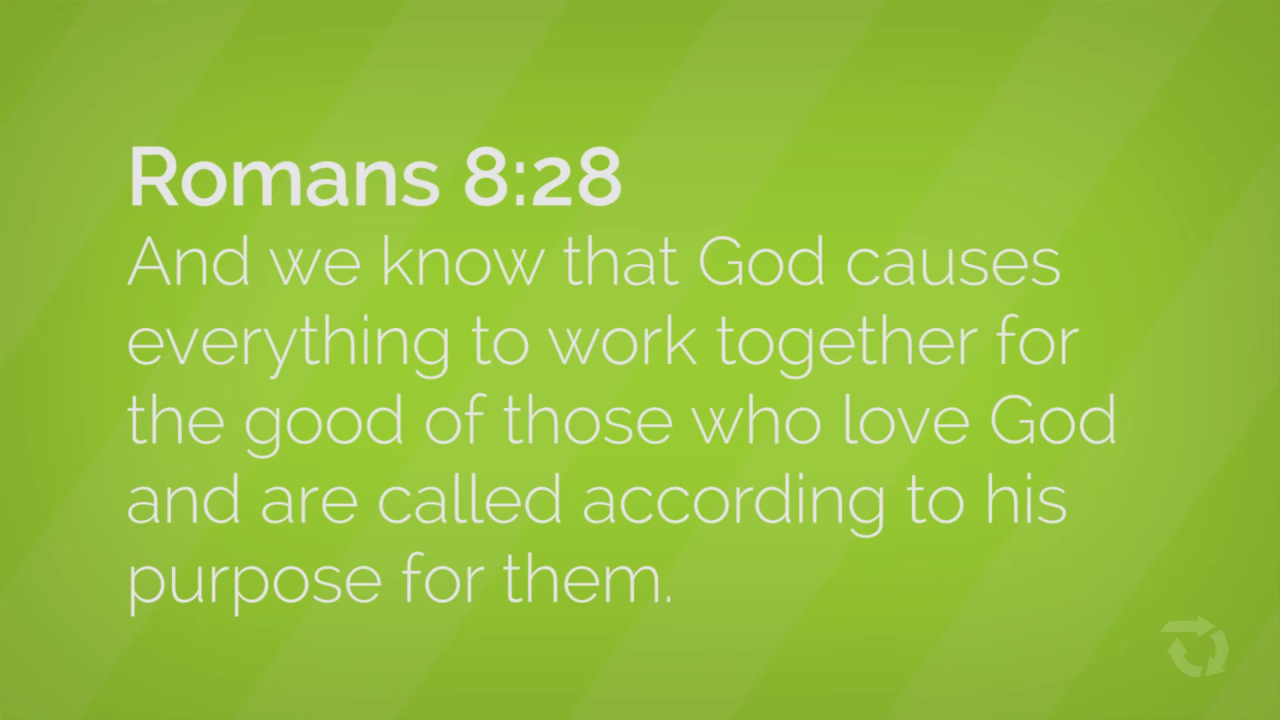 Romans 8:28
And we know that God causes
everything to work together for
the good of those who love God
and are called according to his
purpose for them.